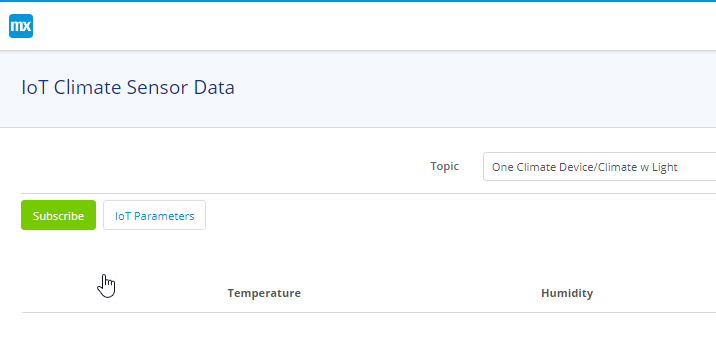 mx
IoT Climate Sensor Data
Topic One Climate Device/Climate w Light
Subscribe IoT Parameters
Temperature Humidity